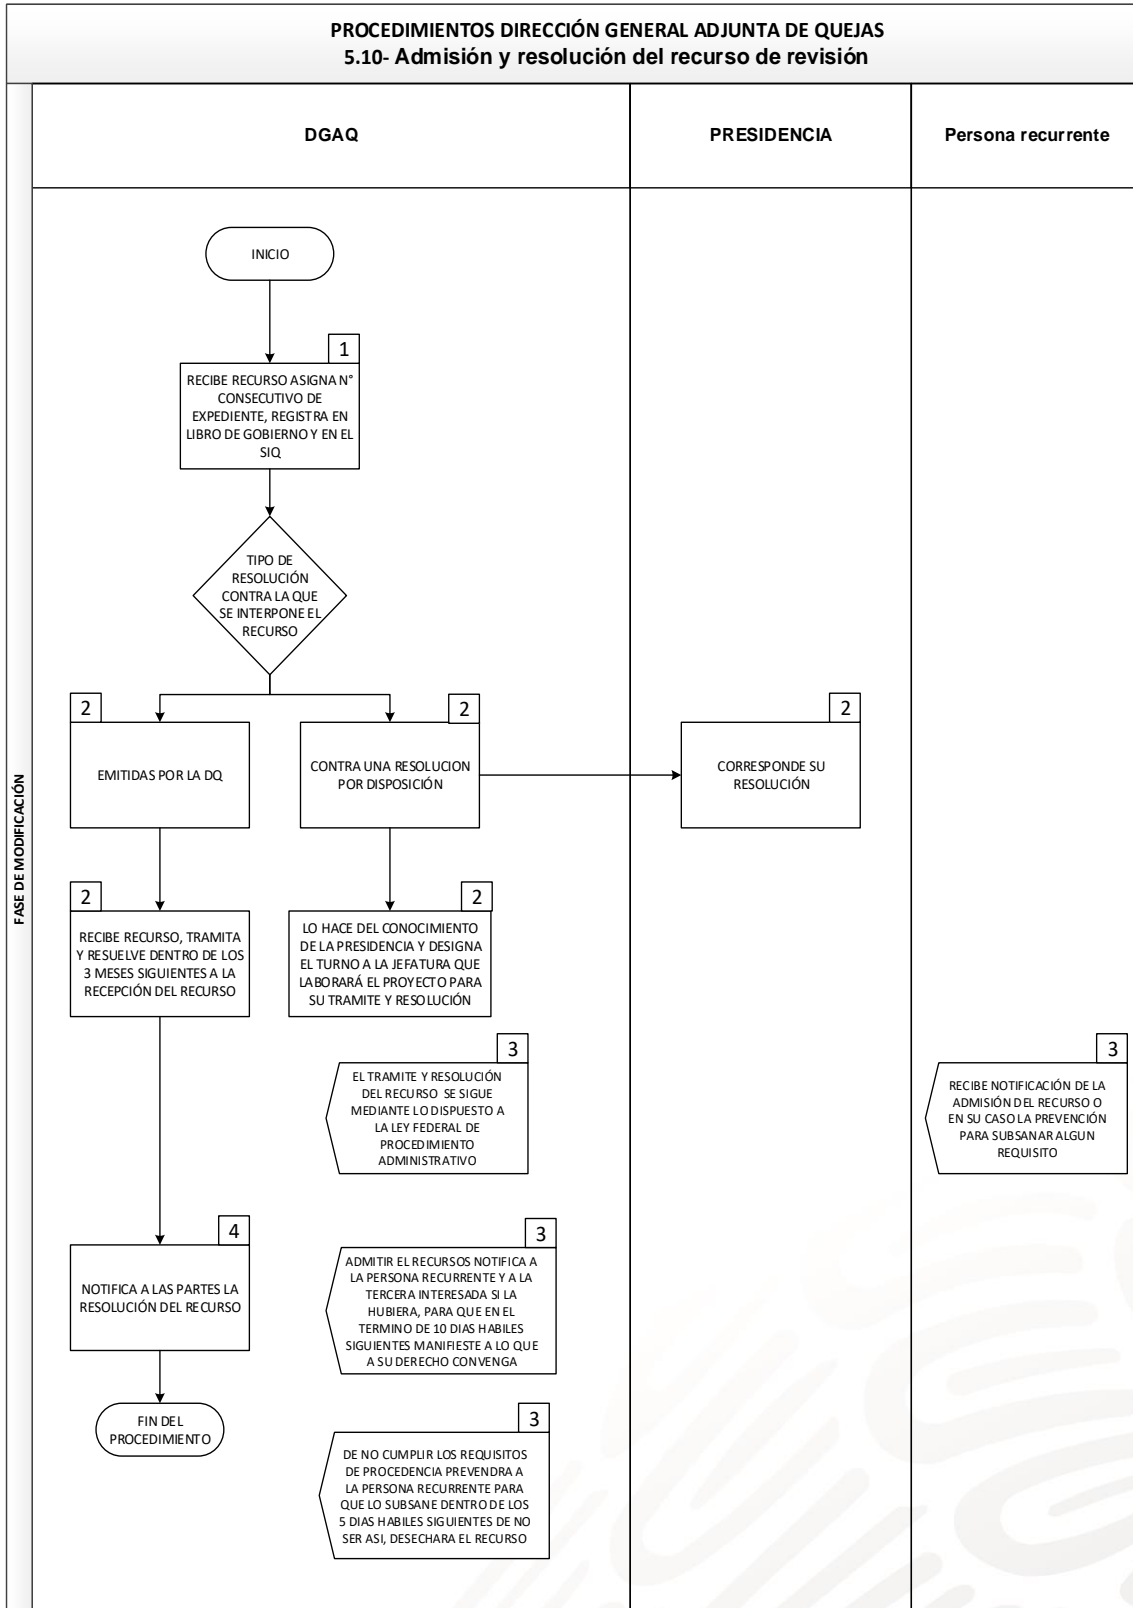 PROCEDIMIENTOS DIRECCIÓN GENERAL ADJUNTA DE QUEJAS
5.10- Admisión y resolución del recurso de revisión
DGAQ
PRESIDENCIA
Persona recurrente
FASE DE MODIFICACIÓN
INICIO
1
RECIBE RECURSO ASIGNA N°
CONSECUTIVO DE
EXPEDIENTE, REGISTRA EN
LIBRO DE GOBIERNO Y EN EL
SIQ
TIPO DE
RESOLUCIÓN
CONTRA LA QUE
SE INTERPONE EL
RECURSO
2
EMITIDAS POR LA DQ
2
CONTRA UNA RESOLUCION
POR DISPOSICIÓN
2
CORRESPONDE SU
RESOLUCIÓN
2
RECIBE RECURSO, TRAMITA
Y RESUELVE DENTRO DE LOS
3 MESES SIGUIENTES A LA
RECEPCIÓN DEL RECURSO
2
LO HACE DEL CONOCIMIENTO
DE LA PRESIDENCIA Y DESIGNA
EL TURNO A LA JEFATURA QUE
LABORARÁ EL PROYECTO PARA
SU TRAMITE Y RESOLUCIÓN
3
EL TRAMITE Y RESOLUCIÓN
DEL RECURSO SE SIGUE
MEDIANTE LO DISPUESTO A
LA LEY FEDERAL DE
PROCEDIMIENTO
ADMINISTRATIVO
3
RECIBE NOTIFICACIÓN DE LA
ADMISIÓN DEL RECURSO O
EN SU CASO LA PREVENCIÓN
PARA SUBSANAR ALGUN
REQUISITO
4
NOTIFICA A LAS PARTES LA
RESOLUCIÓN DEL RECURSO
3
ADMITIR EL RECURSOS NOTIFICA A
LA PERSONA RECURRENTE Y A LA
TERCERA INTERESADA SI LA
HUBIERA, PARA QUE EN EL
TERMINO DE 10 DIAS HABILES
SIGUIENTES MANIFIESTE A LO QUE
A SU DERECHO CONVENGA
FIN DEL
PROCEDIMIENTO
3
DE NO CUMPLIR LOS REQUISITOS
DE PROCEDENCIA PREVENDRA A
LA PERSONA RECURRENTE PARA
QUE LO SUBSANE DENTRO DE LOS
5 DIAS HABILES SIGUIENTES DE NO
SER ASI, DESECHARA EL RECURSO